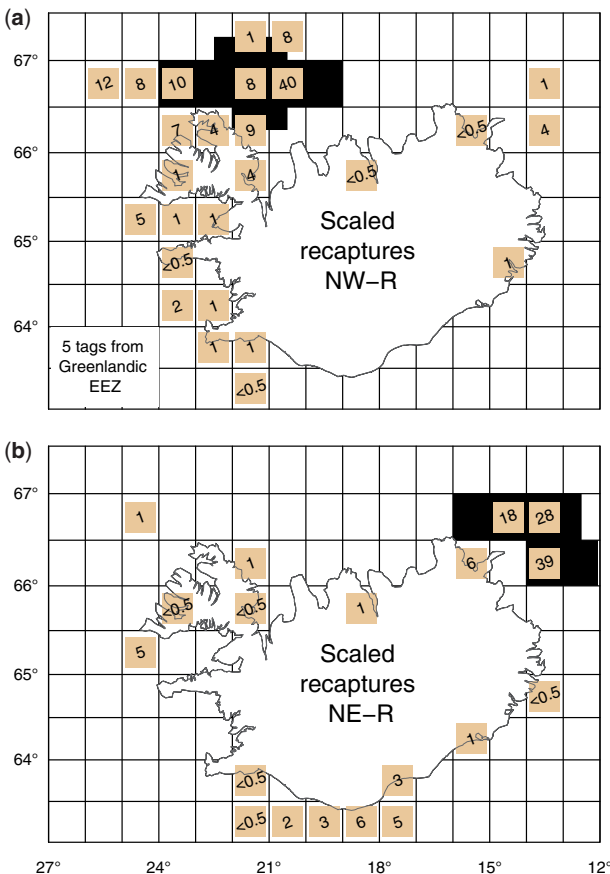 (a)
1 8
67°
12 8 10 8 40 1
7 4 9 <0.5 4
66°
1 4 <0.5
5 1 1 Scaled
65° recaptures
<0.5 NW–R 1
2 1
64°
5 tags from 1 1
Greenlandic
EEZ <0.5
(b)
67°
1 18 28
1 6 39
66°
<0.5 <0.5 1
5 Scaled
65° recaptures
NE–R <0.5
1
64°
<0.5 3
<0.5 2 3 6 5
27° 24° 21° 18° 15° 12°